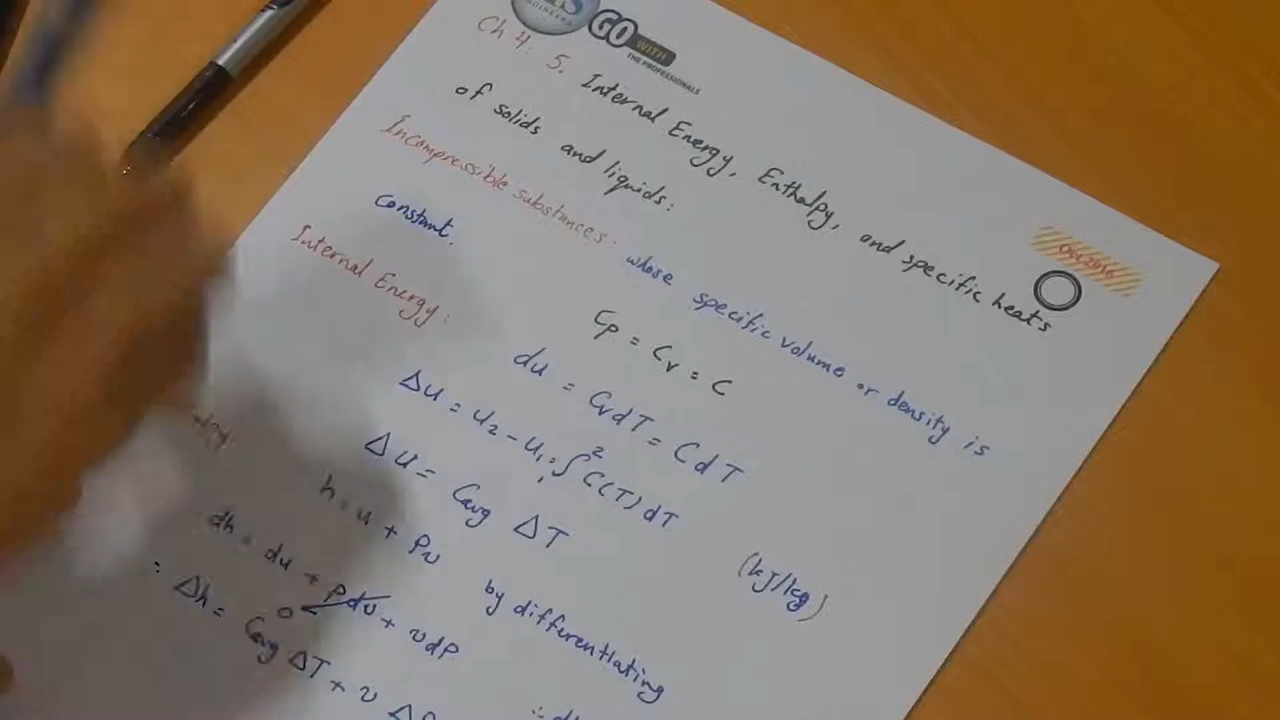 GO WITH
THE PROFESSIONALS
Ch 4: 5. Internal Energy, Enthalpy, and specific heats
of solids and liquids:
Incompressible substances: whose specific volume or density is
constant.
Cp = Cv = C
Internal Energy:
du = CvdT = CdT
Δu = u2 - u1 = ∫₁² C(T) dT
Δu = Cavg ΔT (kJ/kg)
h = u + Pv by differentiating
dh = du + Pdv 0 + vdP
∴ Δh = Cavg ΔT + v